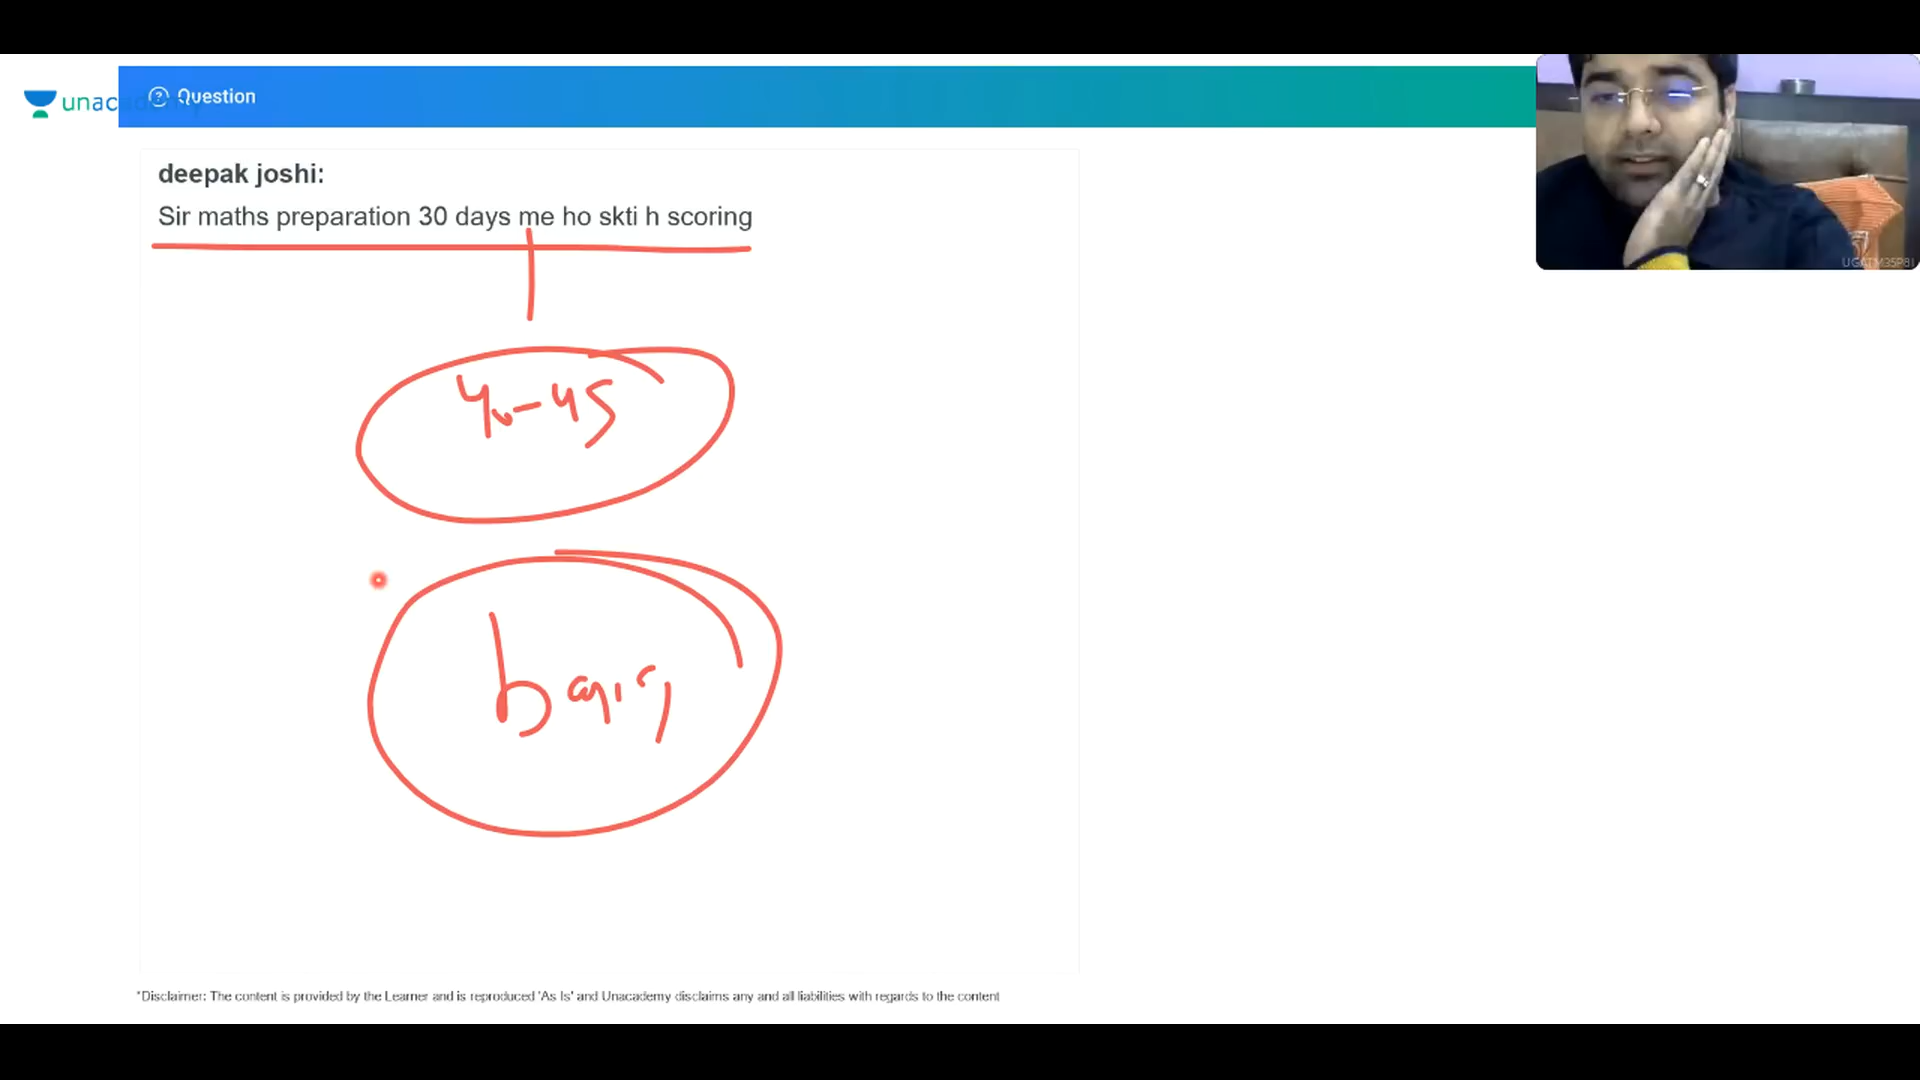 unacademy
? Question
deepak joshi:
Sir maths preparation 30 days me ho skti h scoring
40-45
basics
*Disclaimer: The content is provided by the Learner and is reproduced 'As Is' and Unacademy disclaims any and all liabilities with regards to the content